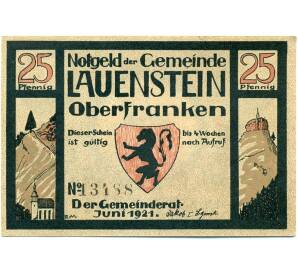 25 Notgeld der Gemeinde 25
Pfennig LAUENSTEIN Pfennig
Oberfranken
Dieser Schein bis 4 Wochen
ist gültig nach Aufruf
No 13488
Der Gemeinderat
Juni 1921.